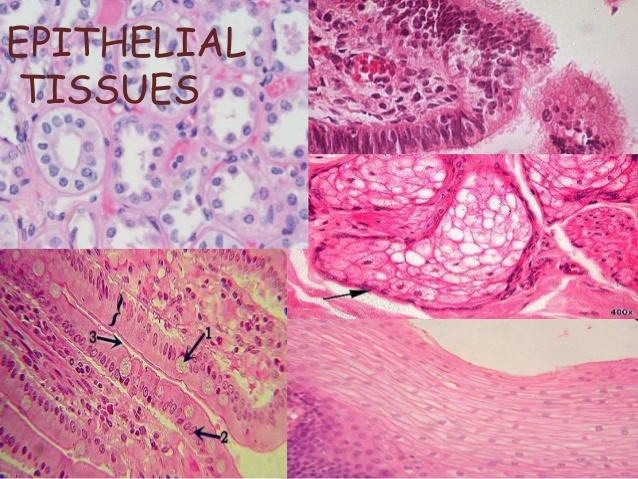 EPITHELIAL
TISSUES
400x
3
1
2